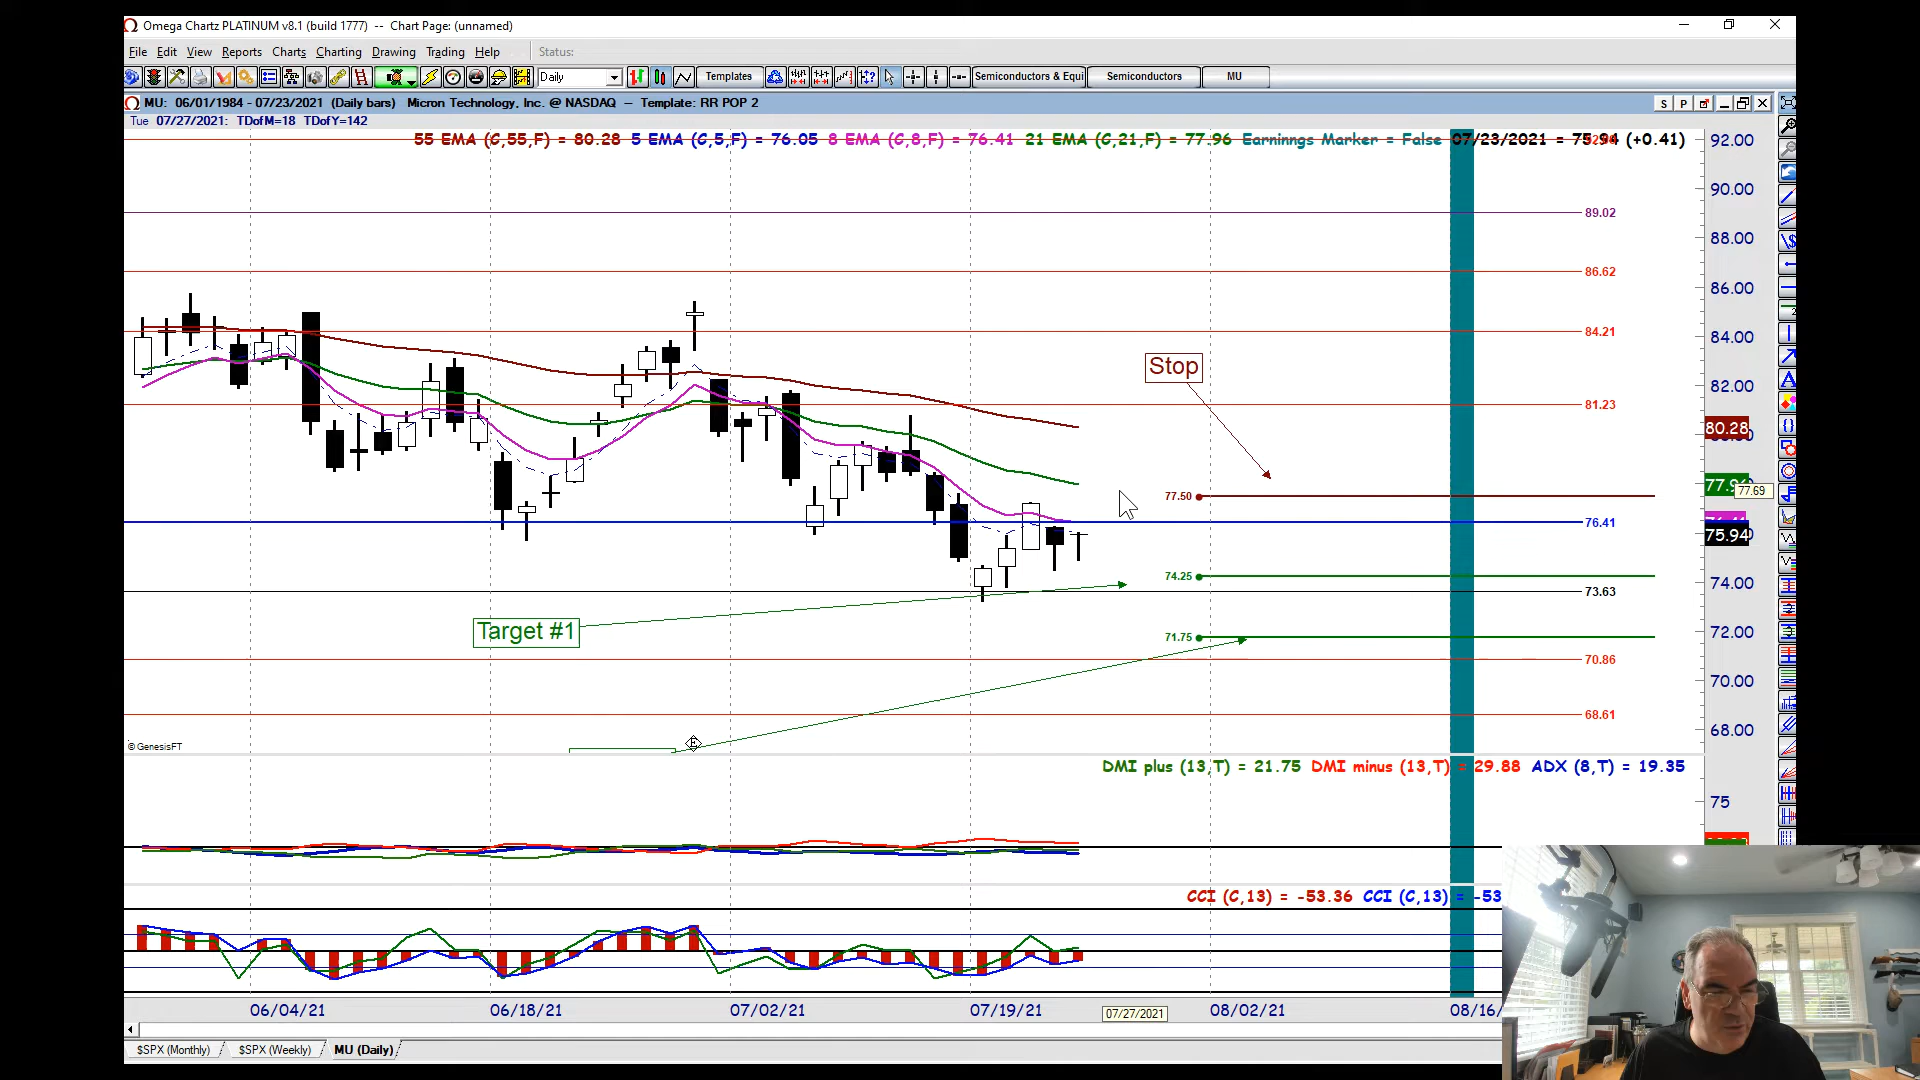 Omega Chartz PLATINUM v8.1 (build 1777)  --  Chart Page: (unnamed)
File Edit View Reports Charts Charting Drawing Trading Help Status:
Daily Templates Semiconductors & Equi Semiconductors MU
MU: 06/01/1984 - 07/23/2021 (Daily bars) Micron Technology, Inc. @ NASDAQ -- Template: RR POP 2
S P
Tue 07/27/2021: TDofM=18 TDofY=142
55 EMA (C,55,F) = 80.28 5 EMA (C,5,F) = 76.05 8 EMA (C,8,F) = 76.41 21 EMA (C,21,F) = 77.96 Earninngs Marker = False 07/23/2021 = 75.94 (+0.41)
92.00
90.00
89.02
88.00
86.62
86.00
84.21
84.00
82.00
Stop
81.23
80.28
77.96
77.69
77.50
76.41
75.94
74.25
74.00
73.63
Target #1
72.00
71.75
70.86
70.00
68.61
68.00
E
© GenesisFT
DMI plus (13,T) = 21.75 DMI minus (13,T) = 29.88 ADX (8,T) = 19.35
75
CCI (C,13) = -53.36 CCI (C,13) = -53
06/04/21 06/18/21 07/02/21 07/19/21 07/27/2021 08/02/21 08/16/
$SPX (Monthly) $SPX (Weekly) MU (Daily)